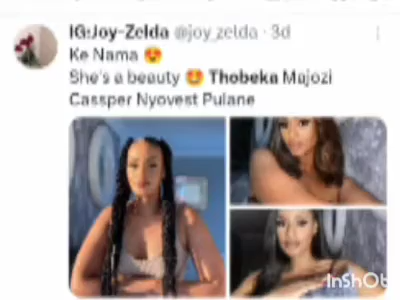 IG:Joy-Zelda @joy_zelda · 3d
Ke Nama 😍
She's a beauty 🤩 Thobeka Majozi
Cassper Nyovest Pulane
InShOt